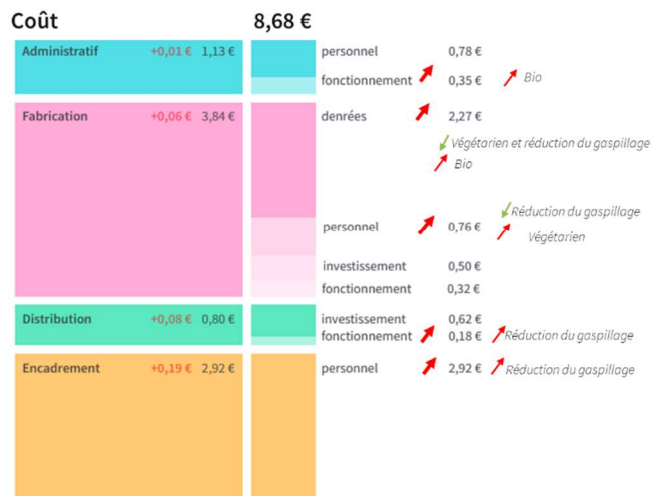 Coût 8,68 €
Administratif +0,01 € 1,13 € personnel 0,78 €
fonctionnement 0,35 € Bio
Fabrication +0,06 € 3,84 € denrées 2,27 €
Végétarien et réduction du gaspillage
Bio
Réduction du gaspillage
personnel 0,76 €
Végétarien
investissement 0,50 €
fonctionnement 0,32 €
Distribution +0,08 € 0,80 € investissement 0,62 €
fonctionnement 0,18 € Réduction du gaspillage
Encadrement +0,19 € 2,92 € personnel 2,92 € Réduction du gaspillage